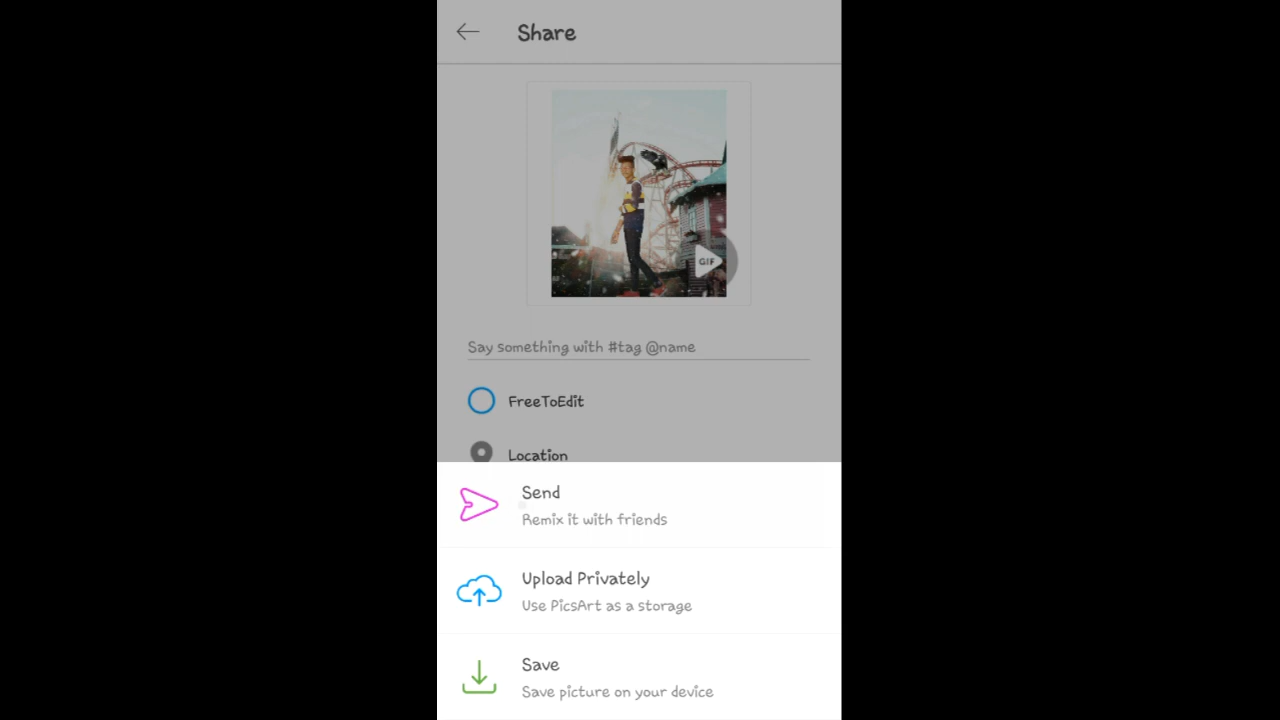 Share
GIF
Say something with #tag @name
FreeToEdit
Location
Send
Remix it with friends
Upload Privately
Use PicsArt as a storage
Save
Save picture on your device